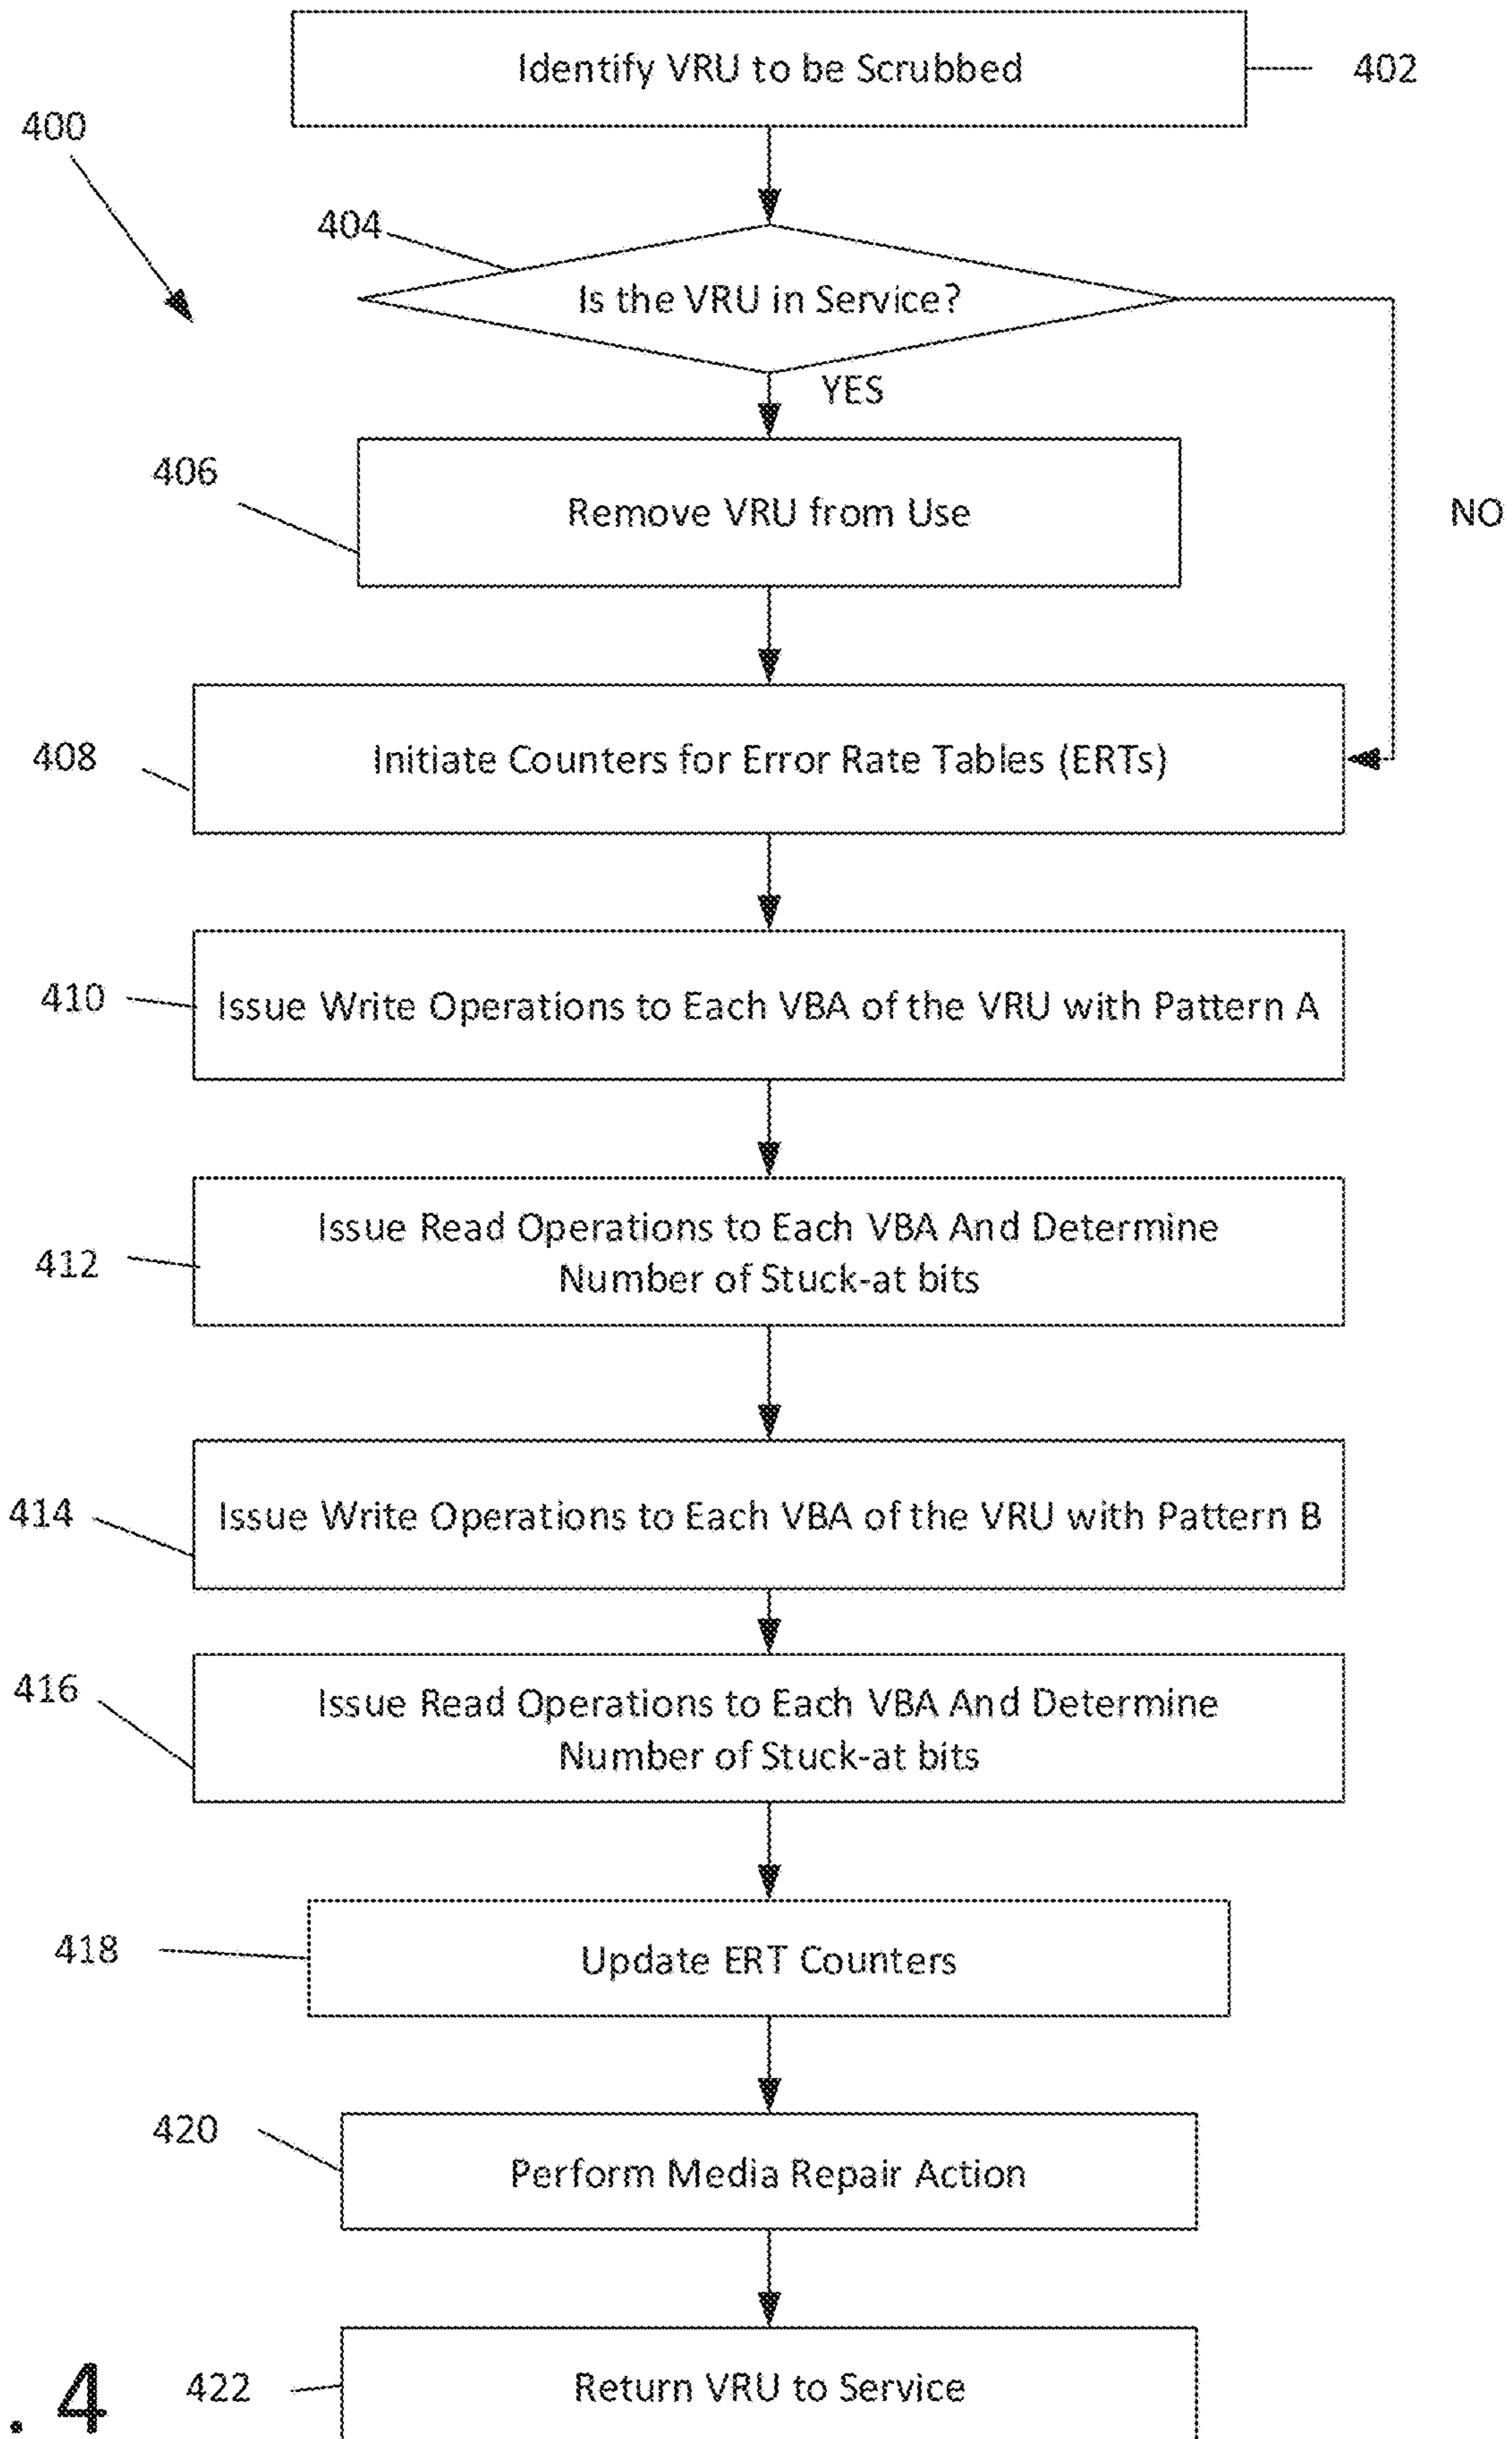 Identify VRU to be Scrubbed
402
400
404
Is the VRU in Service?
YES
406
Remove VRU from Use
NO
408
Initiate Counters for Error Rate Tables (ERTs)
410
Issue Write Operations to Each VBA of the VRU with Pattern A
412
Issue Read Operations to Each VBA And Determine
Number of Stuck-at bits
414
Issue Write Operations to Each VBA of the VRU with Pattern B
416
Issue Read Operations to Each VBA And Determine
Number of Stuck-at bits
418
Update ERT Counters
420
Perform Media Repair Action
422
Return VRU to Service
. 4